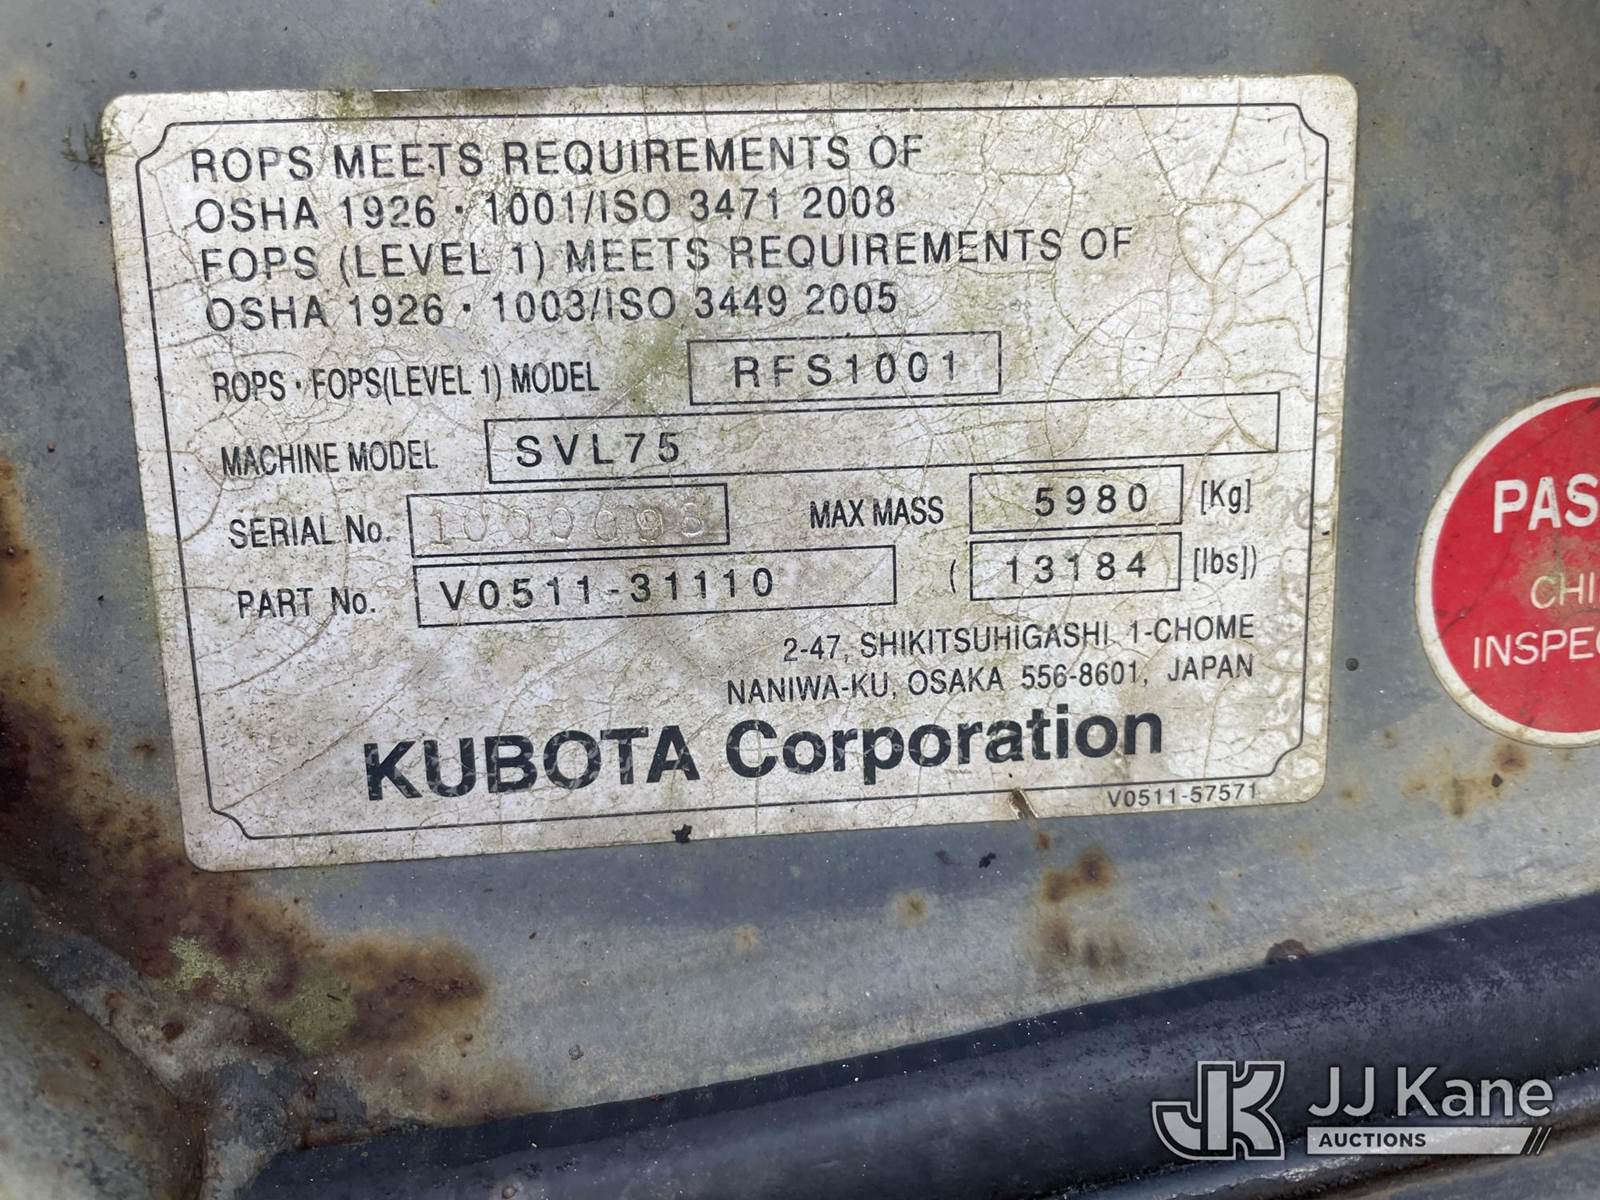 ROPS MEETS REQUIREMENTS OF
OSHA 1926・1001/ISO 3471 2008
FOPS (LEVEL 1) MEETS REQUIREMENTS OF
OSHA 1926・1003/ISO 3449 2005
ROPS・FOPS(LEVEL 1) MODEL RFS1001
MACHINE MODEL SVL75
SERIAL No. MAX MASS 5980 [Kg]
PART No. V0511-31110 ( 13184 [lbs])
2-47, SHIKITSUHIGASHI 1-CHOME
NANIWA-KU, OSAKA 556-8601, JAPAN
KUBOTA Corporation
V0511-57571
PAS
CHI
INSPE
JK JJ Kane
AUCTIONS